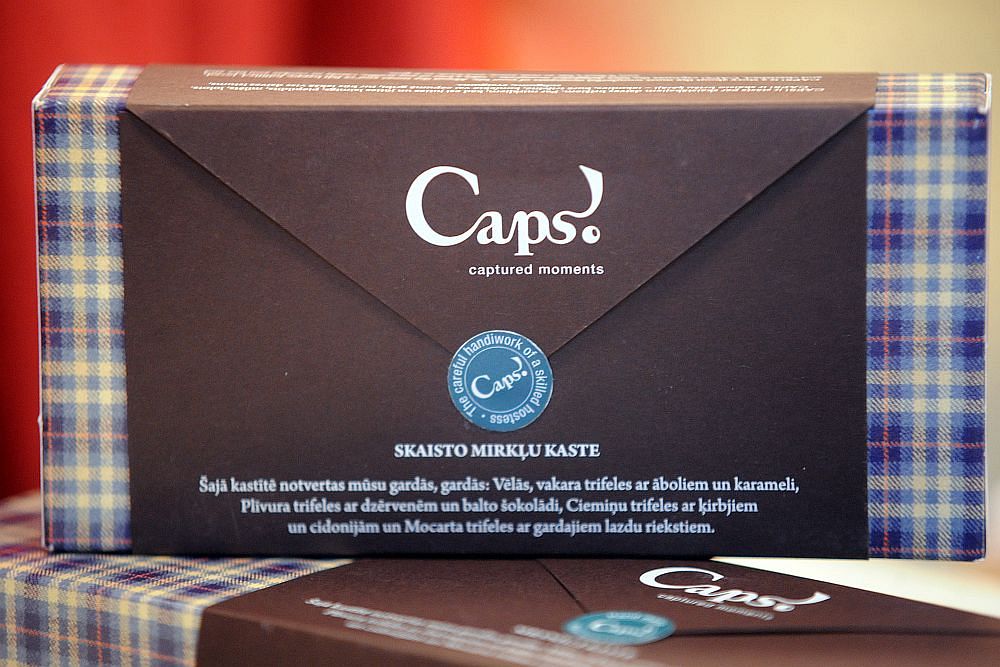 Caps!
captured moments
The careful handiwork of a skilled hostess •
Caps!
SKAISTO MIRKĻU KASTE
Šajā kastītē notvertas mūsu gardās, gardās: Vēlās, vakara trifeles ar āboliem un karameli,
Plīvura trifeles ar dzērvenēm un balto šokolādi, Ciemiņu trifeles ar ķirbjiem
un cidonijām un Mocarta trifeles ar gardajiem lazdu riekstiem.
Caps!
captured moments
Caps!